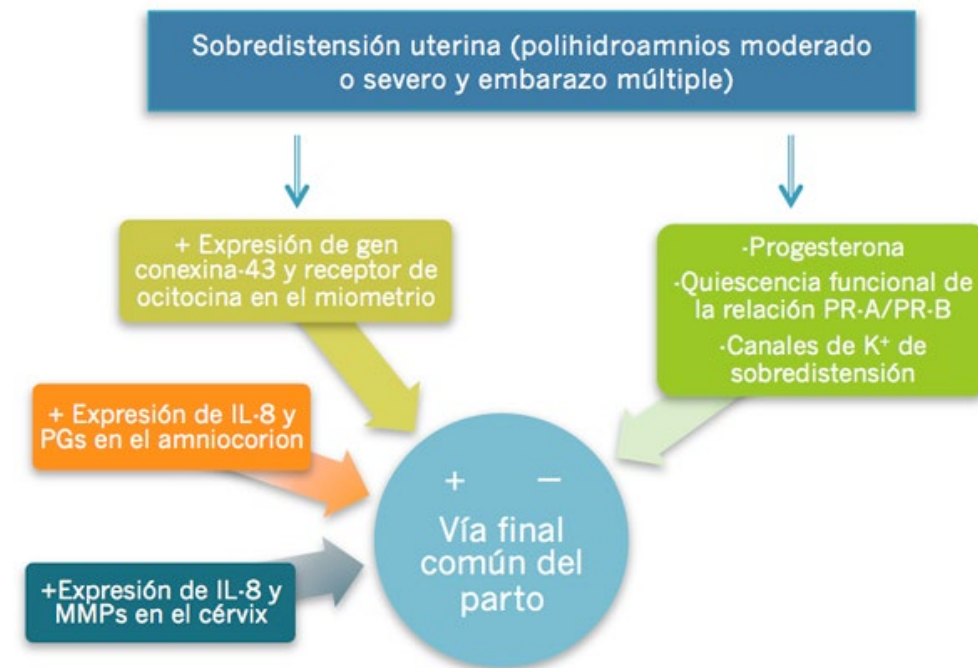 Sobredistensión uterina (polihidroamnios moderado
o severo y embarazo múltiple)
+ Expresión de gen
conexina-43 y receptor de
ocitocina en el miometrio
·Progesterona
·Quiescencia funcional de
la relación PR-A/PR-B
·Canales de K⁺ de
sobredistensión
+ Expresión de IL-8 y
PGs en el amniocorion
+Expresión de IL-8 y
MMPs en el cérvix
+ −
Vía final
común del
parto